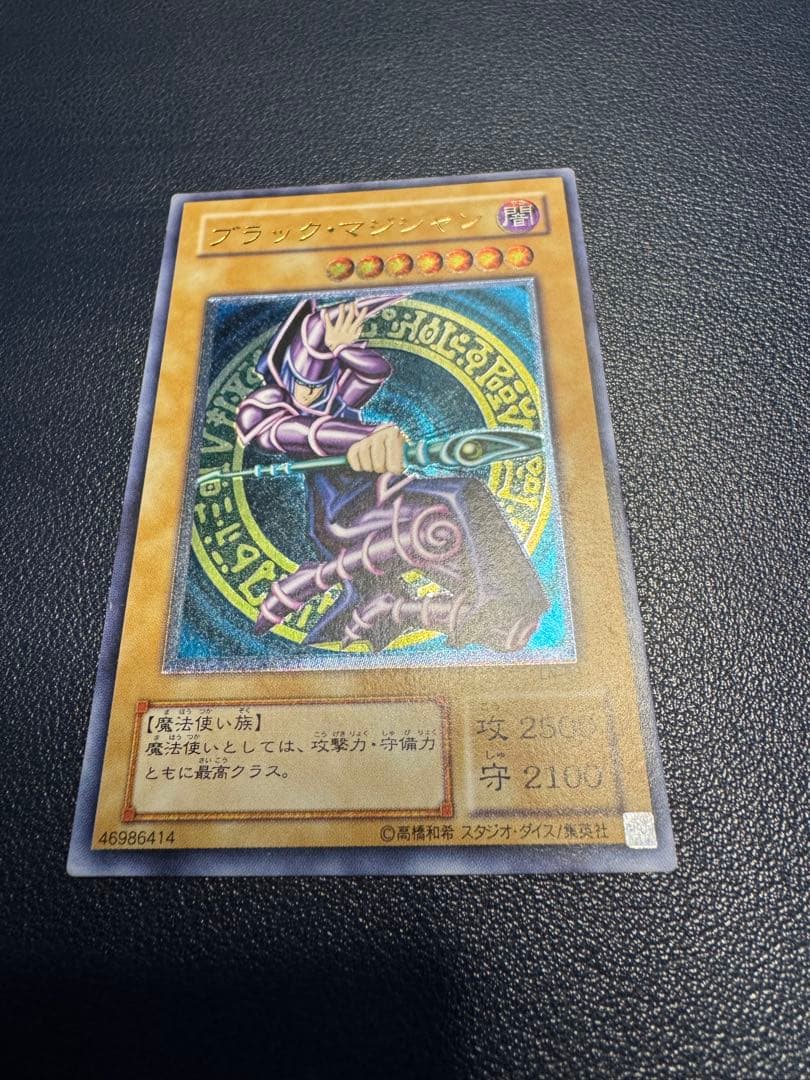 ブラック・マジシャン
闇
【魔法使い族】
魔法使いとしては、攻撃力・守備力
ともに最高クラス。
攻 250
守 2100
46986414
©高橋和希 スタジオ・ダイス/集英社